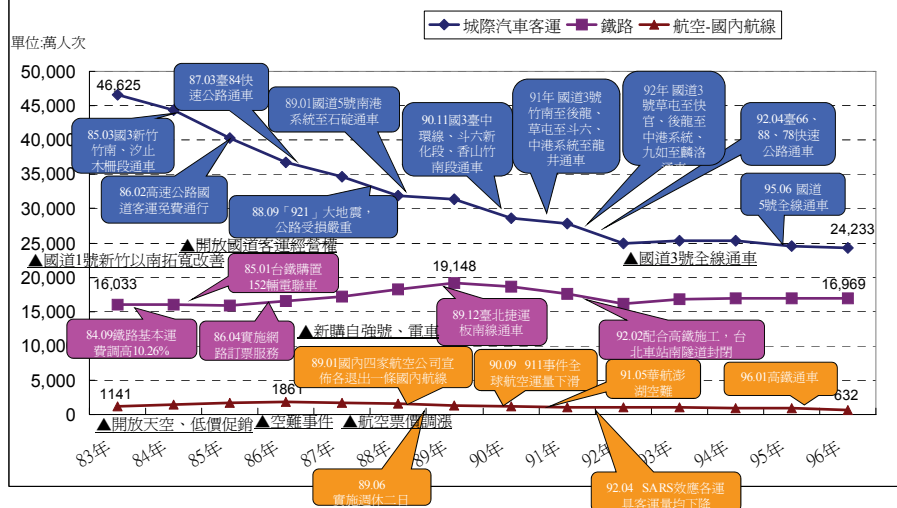 城際汽車客運 鐵路 航空-國內航線
單位:萬人次
50,000
45,000
40,000
35,000
30,000
25,000
20,000
15,000
10,000
5,000
0
46,625
87.03臺84快
速公路通車
89.01國道5號南港
系統至石碇通車
90.11國3臺中
環線、斗六新
化段、香山竹
南段通車
91年 國道3號
竹南至後龍、
草屯至斗六、
中港系統至龍
井通車
92年 國道3
號草屯至快
官、後龍至
中港系統、
九如至麟洛
92.04臺66、
88、78快速
公路通車
85.03國3新竹
竹南、汐止
木柵段通車
86.02高速公路國
道客運免費通行
88.09「921」大地震，
公路受損嚴重
95.06 國道
5號全線通車
24,233
▲開放國道客運經營權
▲國道1號新竹以南拓寬改善
▲國道3號全線通車
16,033
85.01台鐵購置
152輛電聯車
19,148
16,969
84.09鐵路基本運
費調高10.26%
86.04實施網
路訂票服務
▲新購自強號、電車
89.12臺北捷運
板南線通車
92.02配合高鐵施工，台
北車站南隧道封閉
1141
1861
89.01國內四家航空公司宣
佈各退出一條國內航線
90.09 911事件全
球航空運量下滑
91.05華航澎
湖空難
96.01高鐵通車
632
▲開放天空、低價促銷
▲空難事件
▲航空票價調漲
83年
84年
85年
86年
87年
88年
89年
90年
91年
92年
93年
94年
95年
96年
89.06
實施週休二日
92.04 SARS效應各運
具客運量均下降